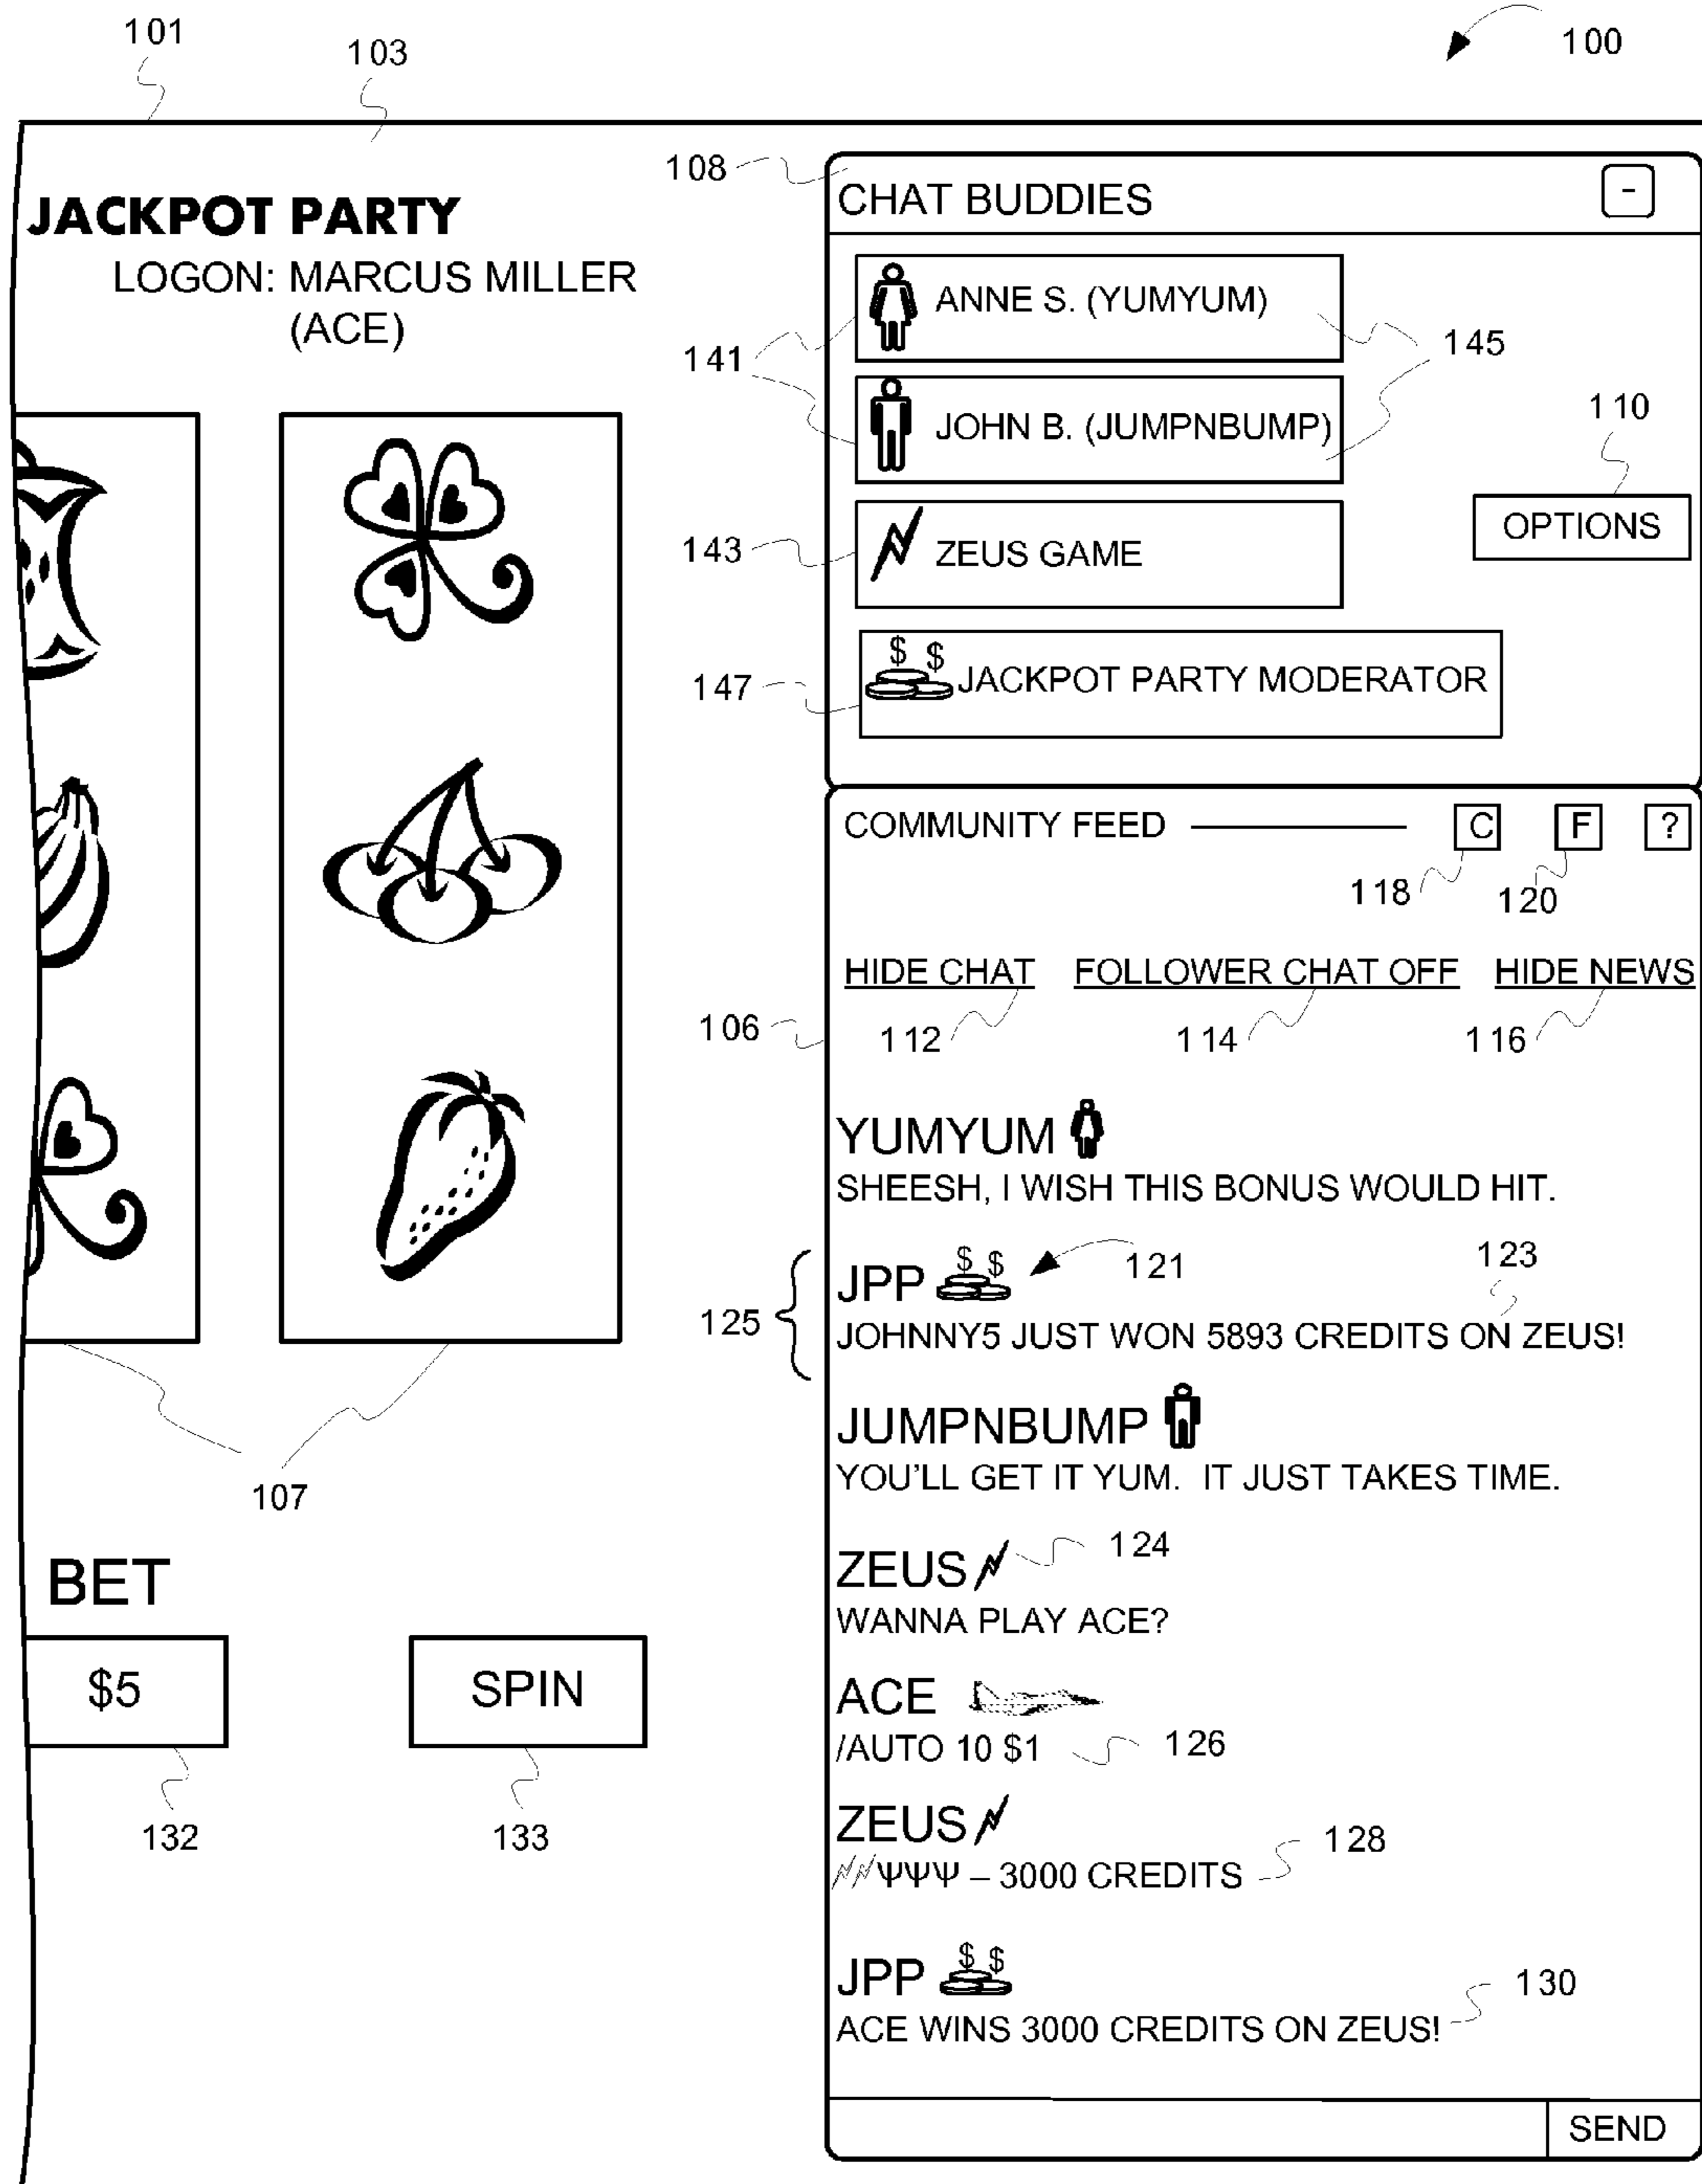 101
103
100
JACKPOT PARTY
LOGON: MARCUS MILLER
(ACE)
107
BET
$5
SPIN
132
133
108
CHAT BUDDIES
-
ANNE S. (YUMYUM)
141
145
JOHN B. (JUMPNBUMP)
110
OPTIONS
143
ZEUS GAME
$ $
147
JACKPOT PARTY MODERATOR
COMMUNITY FEED
C
F
?
118
120
HIDE CHAT FOLLOWER CHAT OFF HIDE NEWS
106
112
114
116
YUMYUM
SHEESH, I WISH THIS BONUS WOULD HIT.
125
JPP $ $
121
123
JOHNNY5 JUST WON 5893 CREDITS ON ZEUS!
JUMPNBUMP
YOU'LL GET IT YUM. IT JUST TAKES TIME.
ZEUS
124
WANNA PLAY ACE?
ACE
/AUTO 10 $1
126
ZEUS
128
ΨΨΨ – 3000 CREDITS
JPP $ $
130
ACE WINS 3000 CREDITS ON ZEUS!
SEND